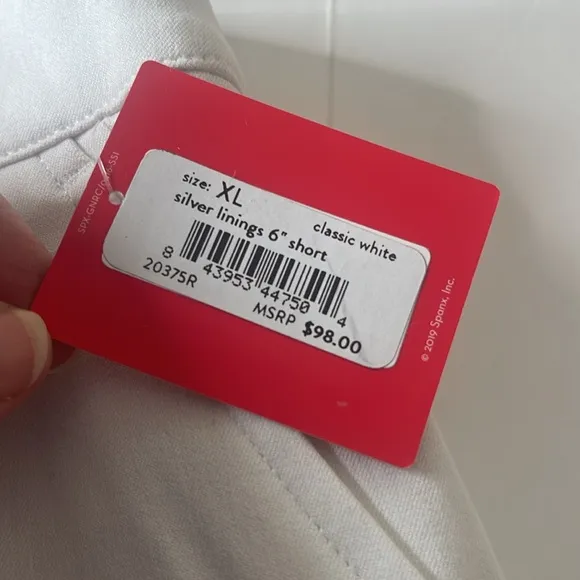 size: XL
classic white
silver linings 6" short
8 43953 44750 4
20375R
MSRP $98.00
© 2019 Spanx, Inc.